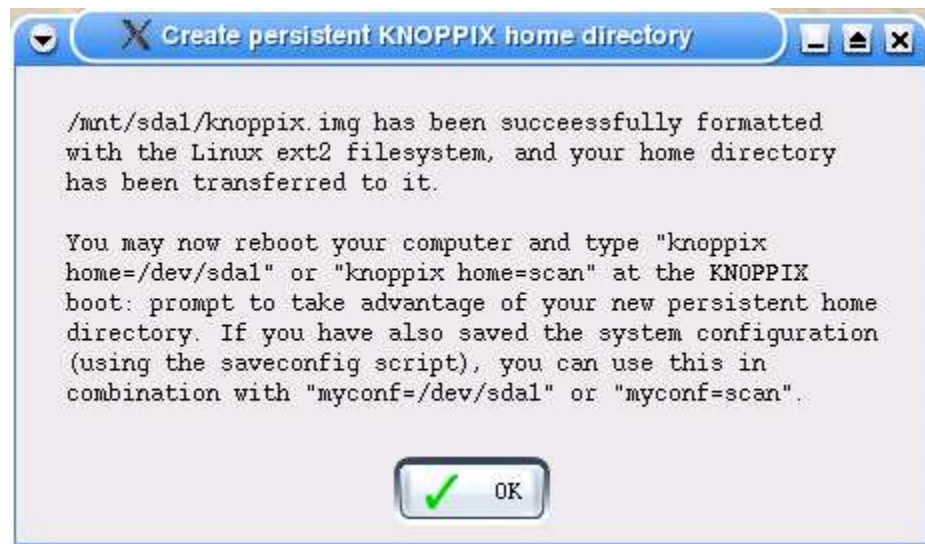 Create persistent KNOPPIX home directory
/mnt/sda1/knoppix.img has been succeessfully formatted
with the Linux ext2 filesystem, and your home directory
has been transferred to it.
You may now reboot your computer and type "knoppix
home=/dev/sda1" or "knoppix home=scan" at the KNOPPIX
boot: prompt to take advantage of your new persistent home
directory. If you have also saved the system configuration
(using the saveconfig script), you can use this in
combination with "myconf=/dev/sda1" or "myconf=scan".
OK